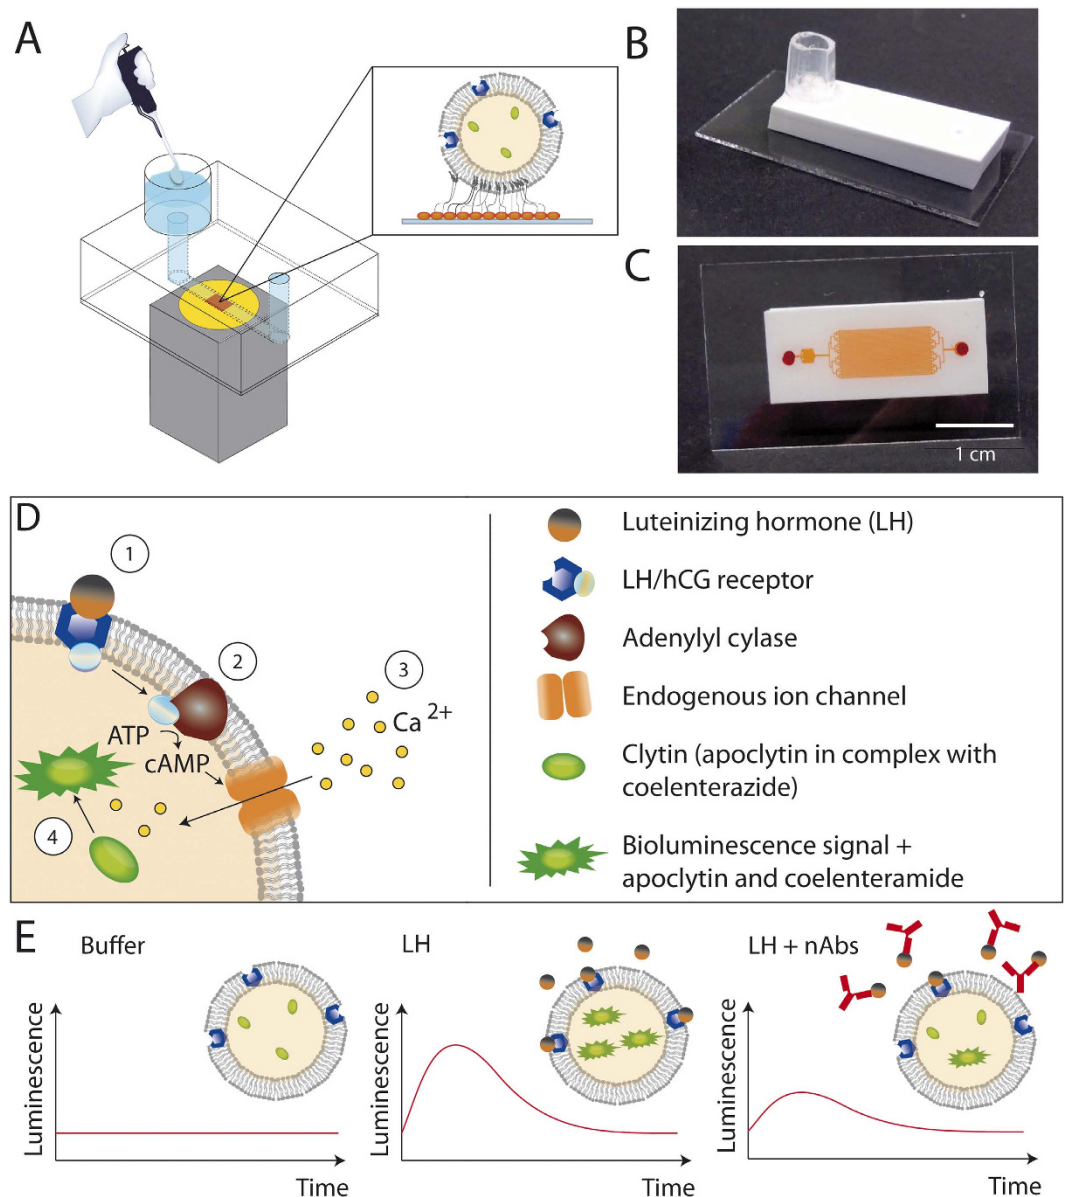 A
B
C
1 cm
D
1
2
3
Ca 2+
ATP
cAMP
4
Luteinizing hormone (LH)
LH/hCG receptor
Adenylyl cylase
Endogenous ion channel
Clytin (apoclytin in complex with
coelenterazide)
Bioluminescence signal +
apoclytin and coelenteramide
E
Buffer
Luminescence
Time
LH
Luminescence
Time
LH + nAbs
Luminescence
Time